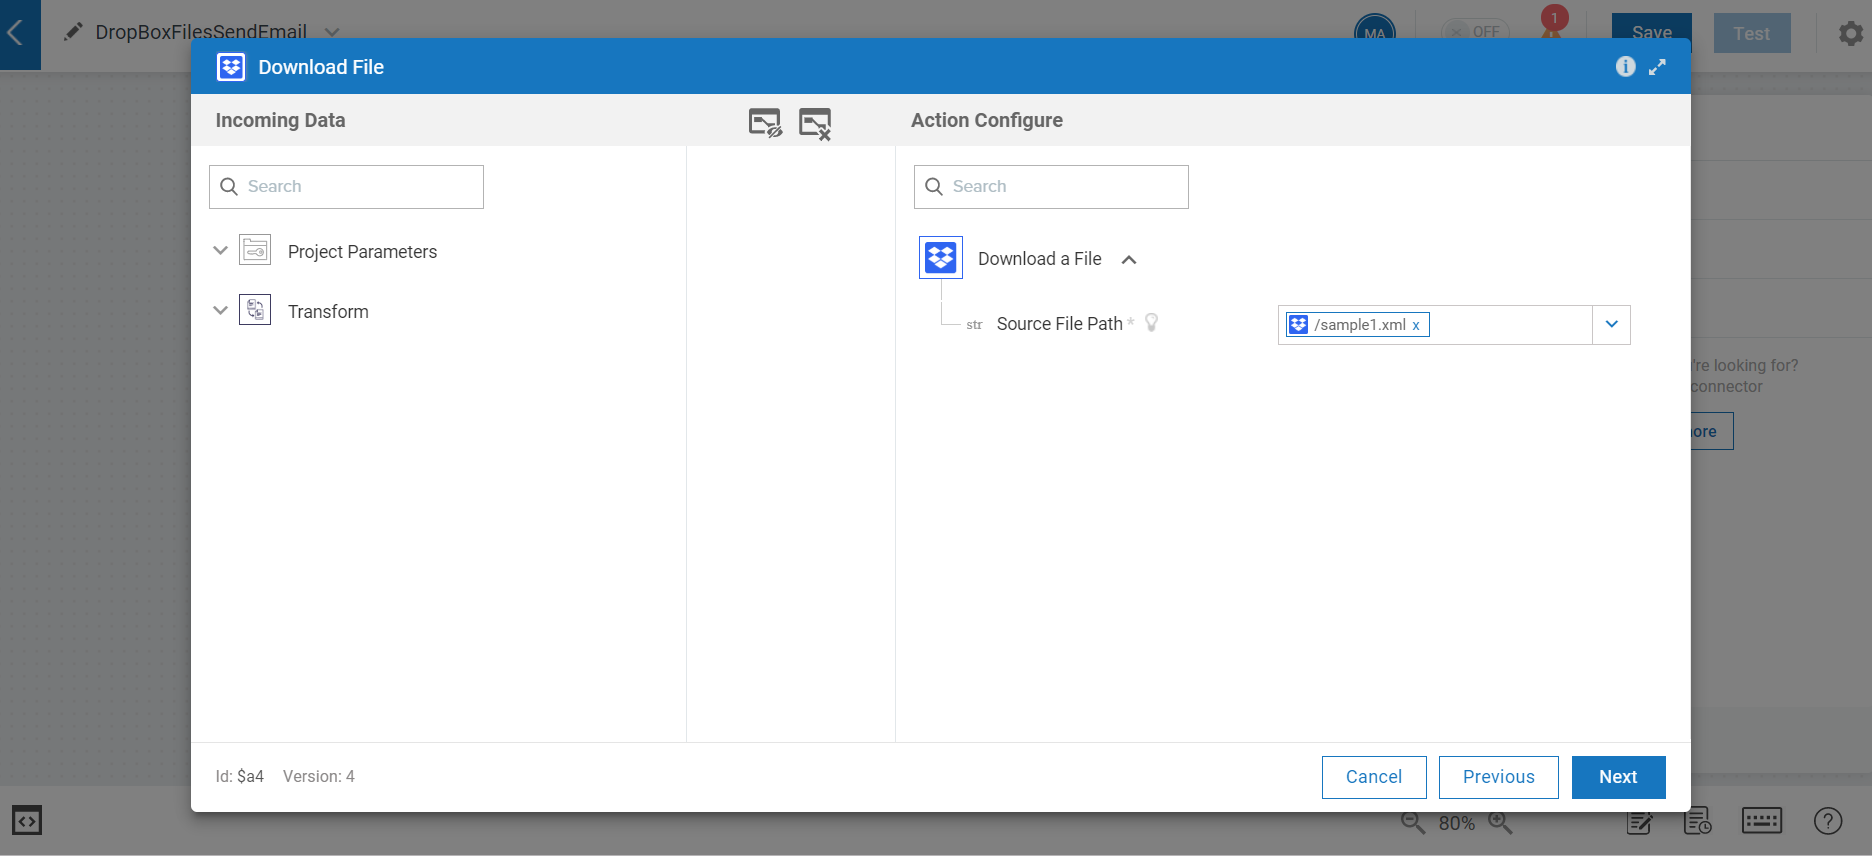 DropBoxFilesSendEmail
MA
OFF
1
Save
Test
Download File
Incoming Data
Action Configure
Search
Search
Project Parameters
Transform
Download a File
str Source File Path *
/sample1.xml x
're looking for?
connector
ore
Id: $a4 Version: 4
Cancel
Previous
Next
80%